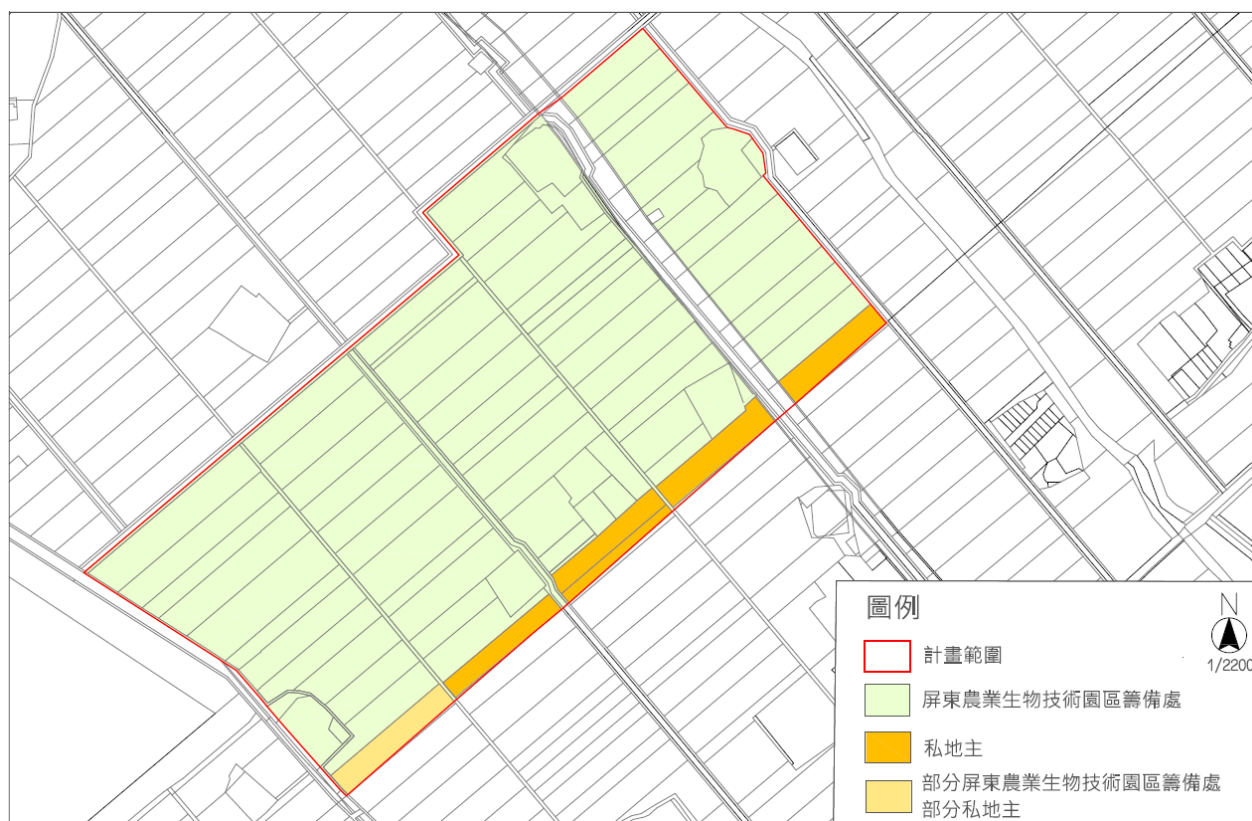 圖例
N
計畫範圍
1/2200
屏東農業生物技術園區籌備處
私地主
部分屏東農業生物技術園區籌備處
部分私地主